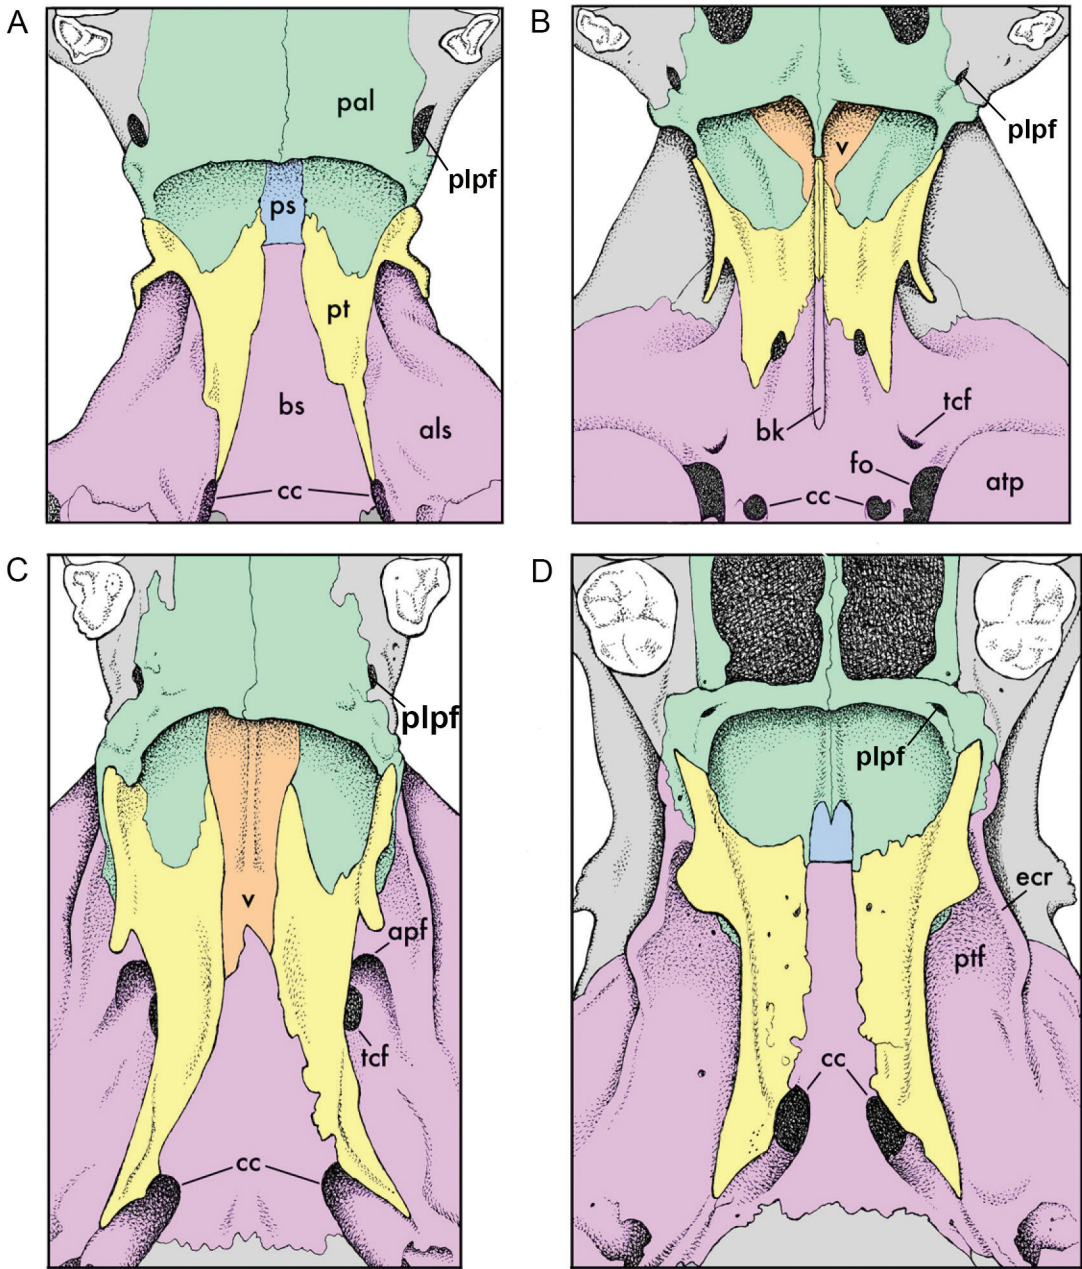 A
pal
plpf
ps
pt
bs
als
cc
B
plpf
v
tcf
bk
fo
cc
atp
C
plpf
v
apf
tcf
cc
D
plpf
ecr
ptf
cc